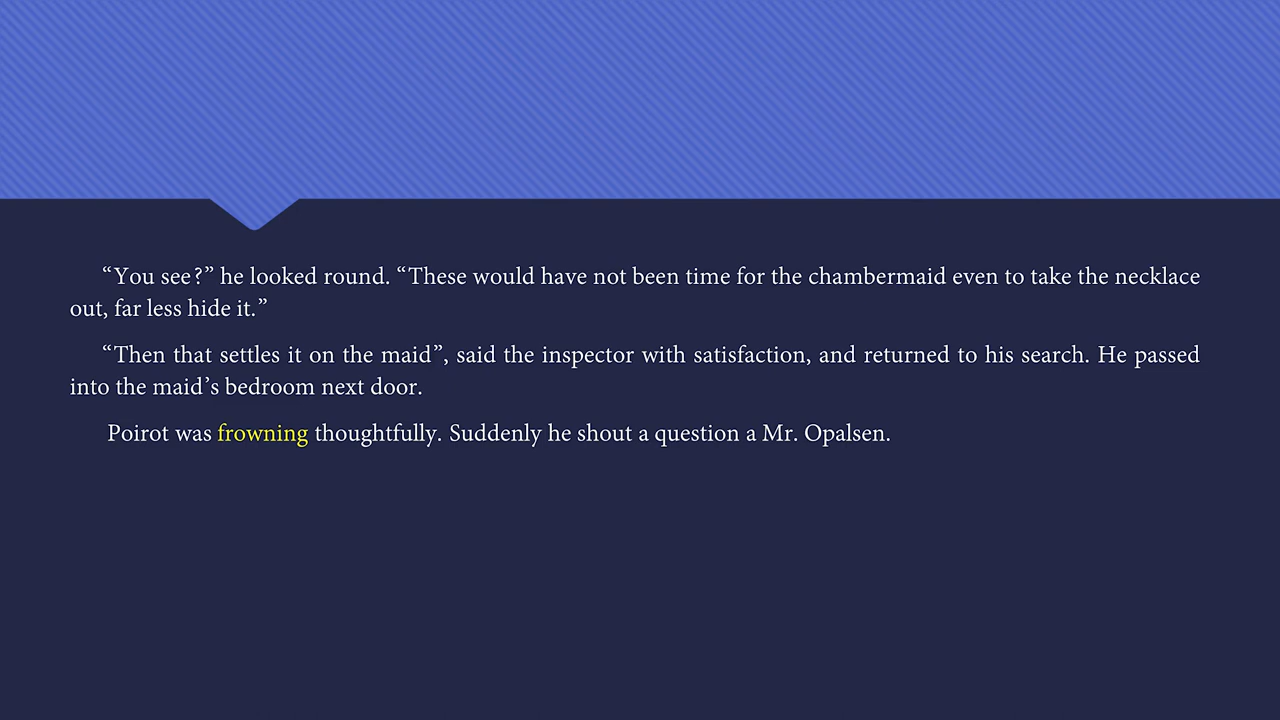 “You see?” he looked round. “These would have not been time for the chambermaid even to take the necklace
out, far less hide it.”
“Then that settles it on the maid”, said the inspector with satisfaction, and returned to his search. He passed
into the maid’s bedroom next door.
Poirot was frowning thoughtfully. Suddenly he shout a question a Mr. Opalsen.